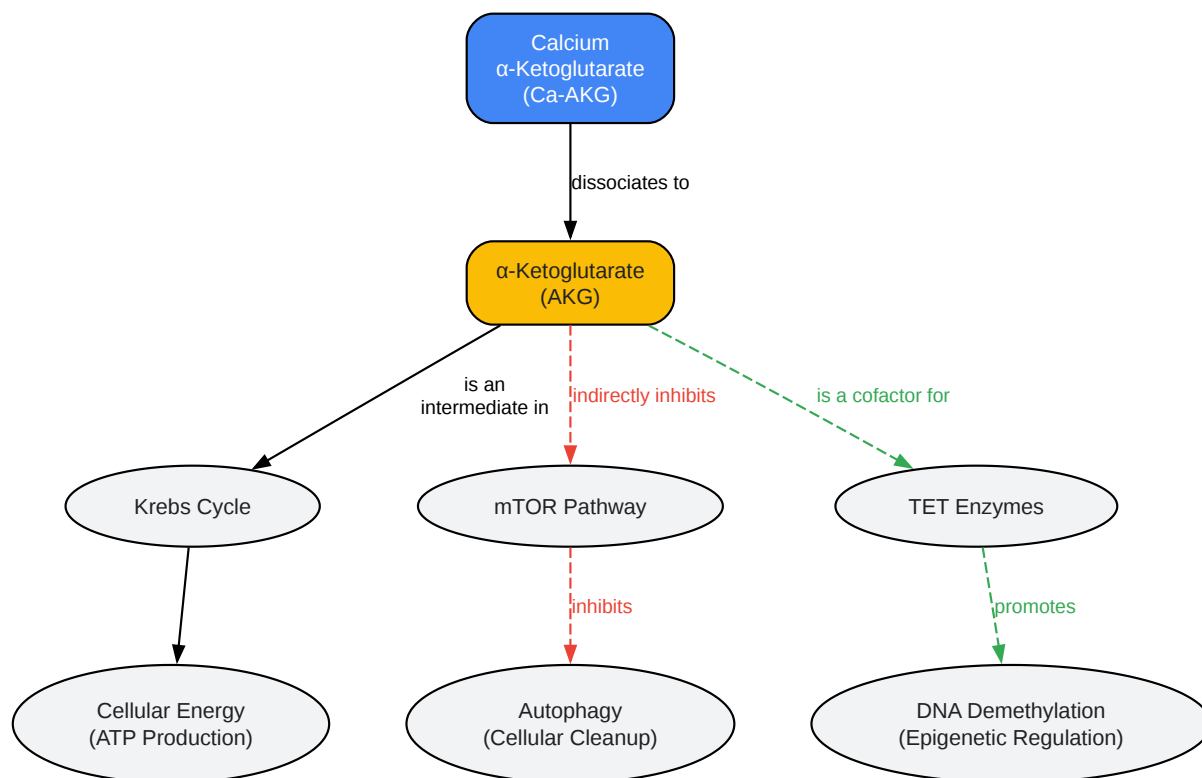 Calcium
α-Ketoglutarate
(Ca-AKG)
dissociates to
α-Ketoglutarate
(AKG)
is an
intermediate in
indirectly inhibits
is a cofactor for
Krebs Cycle
mTOR Pathway
TET Enzymes
inhibits
promotes
Cellular Energy
(ATP Production)
Autophagy
(Cellular Cleanup)
DNA Demethylation
(Epigenetic Regulation)